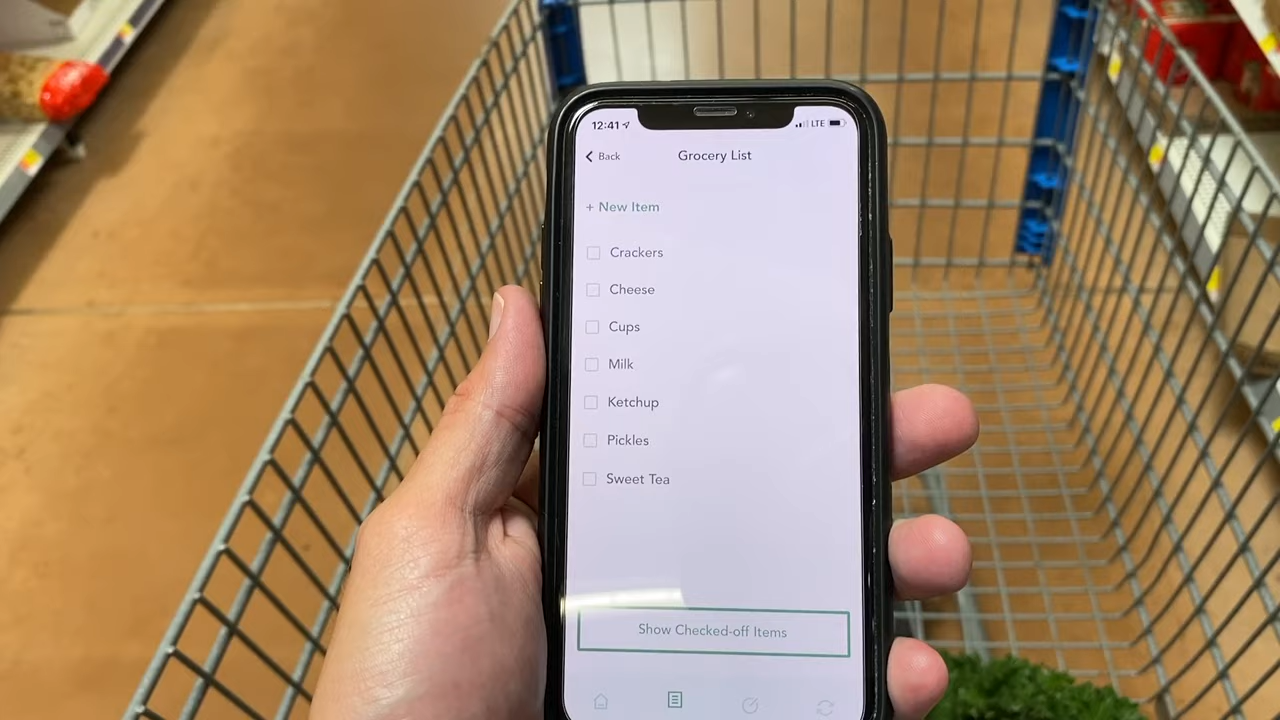 12:41 LTE
Back Grocery List
+ New Item
Crackers
Cheese
Cups
Milk
Ketchup
Pickles
Sweet Tea
Show Checked-off Items